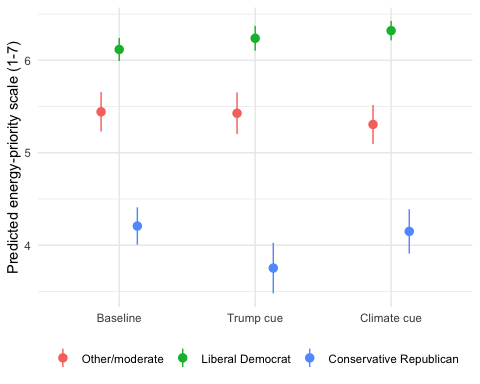 Predicted energy-priority scale (1-7)
6
5
4
Baseline Trump cue Climate cue
Other/moderate Liberal Democrat Conservative Republican